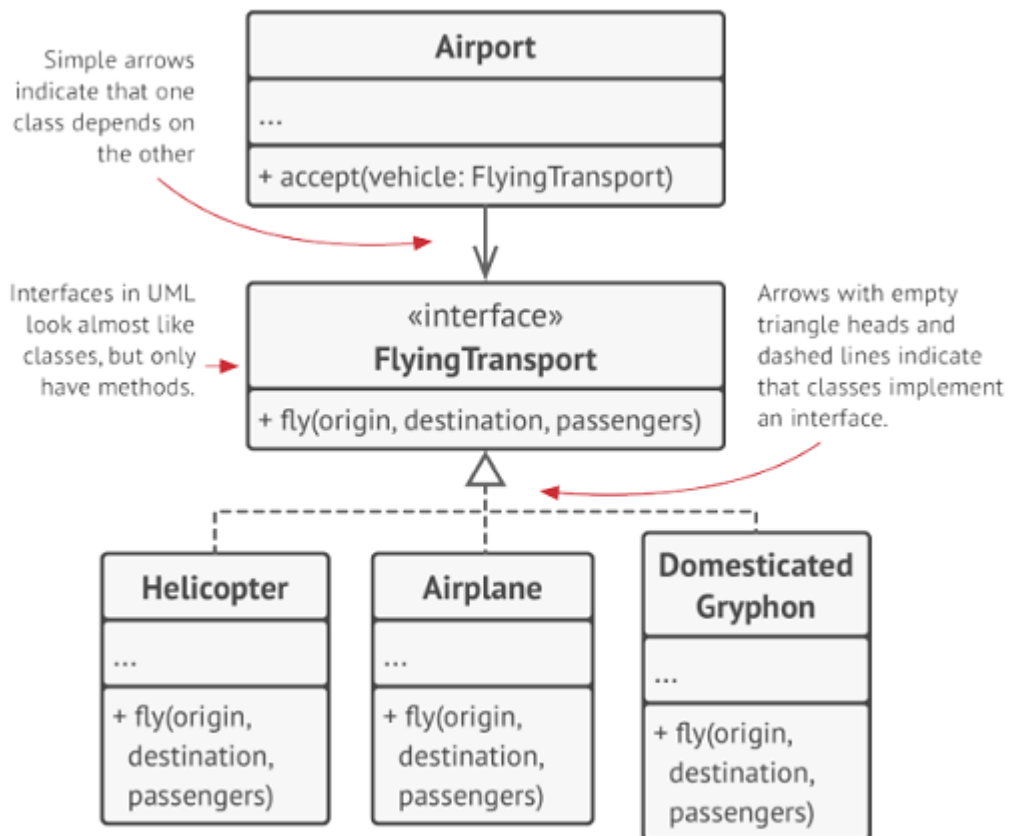 Airport
...
+ accept(vehicle: FlyingTransport)
Simple arrows
indicate that one
class depends on
the other
Interfaces in UML
look almost like
classes, but only
have methods.
«interface»
FlyingTransport
+ fly(origin, destination, passengers)
Arrows with empty
triangle heads and
dashed lines indicate
that classes implement
an interface.
Helicopter
...
+ fly(origin,
destination,
passengers)
Airplane
...
+ fly(origin,
destination,
passengers)
Domesticated
Gryphon
...
+ fly(origin,
destination,
passengers)